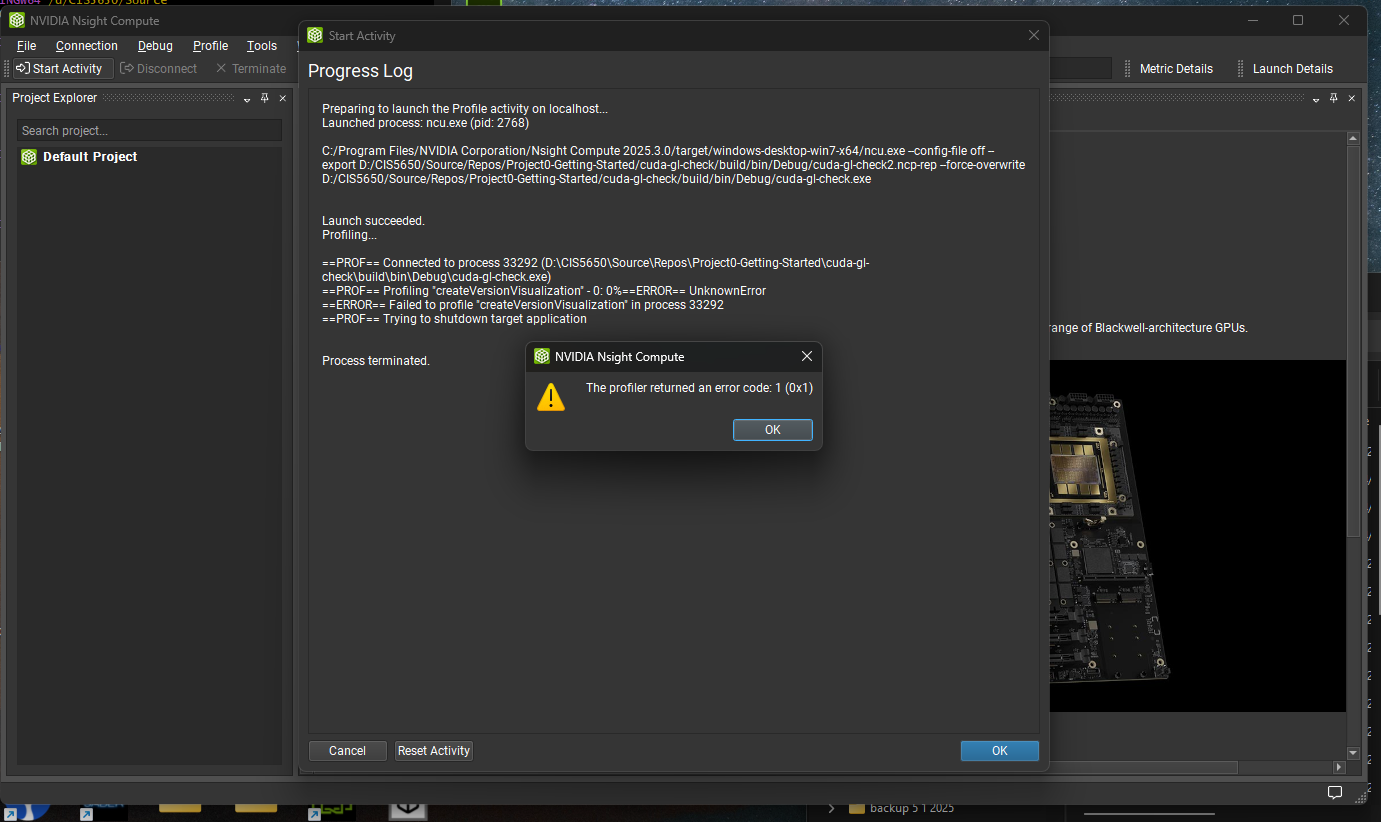 /d/CIS5650/Source
NVIDIA Nsight Compute
File Connection Debug Profile Tools
Start Activity Disconnect Terminate
Metric Details Launch Details
Project Explorer
Search project...
Default Project
Start Activity
Progress Log
Preparing to launch the Profile activity on localhost...
Launched process: ncu.exe (pid: 2768)
C:/Program Files/NVIDIA Corporation/Nsight Compute 2025.3.0/target/windows-desktop-win7-x64/ncu.exe --config-file off --
export D:/CIS5650/Source/Repos/Project0-Getting-Started/cuda-gl-check/build/bin/Debug/cuda-gl-check2.ncp-rep --force-overwrite
D:/CIS5650/Source/Repos/Project0-Getting-Started/cuda-gl-check/build/bin/Debug/cuda-gl-check.exe
Launch succeeded.
Profiling...
==PROF== Connected to process 33292 (D:\CIS5650\Source\Repos\Project0-Getting-Started\cuda-gl-
check\build\bin\Debug\cuda-gl-check.exe)
==PROF== Profiling "createVersionVisualization" - 0: 0%==ERROR== UnknownError
==ERROR== Failed to profile "createVersionVisualization" in process 33292
==PROF== Trying to shutdown target application
Process terminated.
range of Blackwell-architecture GPUs.
NVIDIA Nsight Compute
The profiler returned an error code: 1 (0x1)
OK
Cancel Reset Activity OK
backup 5 1 2025